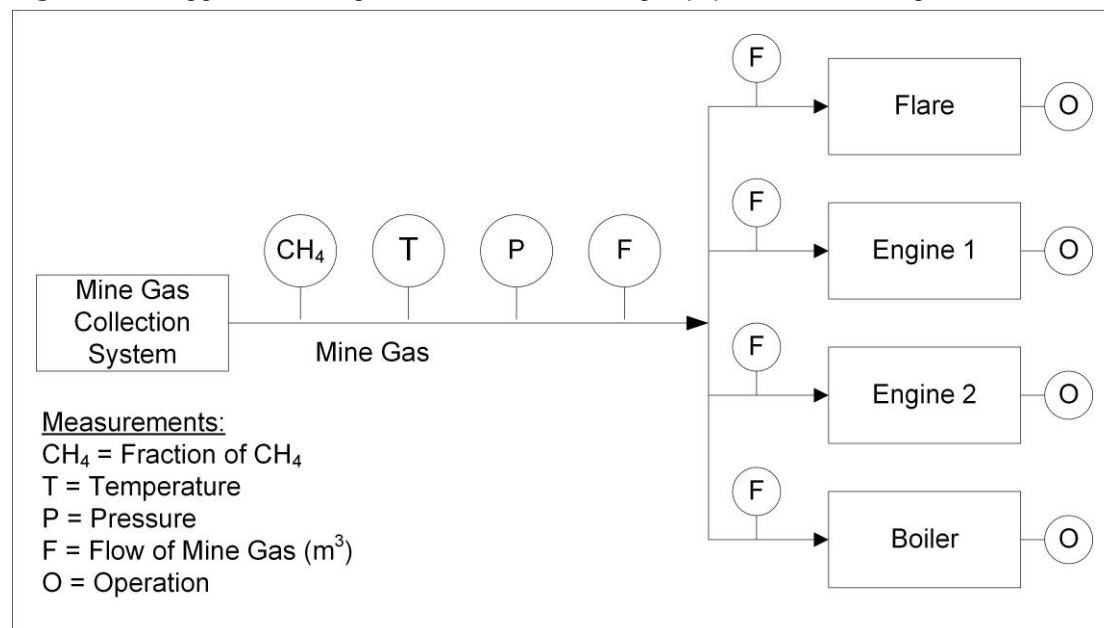 F
Flare
O
F
Engine 1
O
CH₄
T
P
F
Mine Gas
Collection
System
Mine Gas
F
Engine 2
O
F
Boiler
O
Measurements:
CH₄ = Fraction of CH₄
T = Temperature
P = Pressure
F = Flow of Mine Gas (m³)
O = Operation